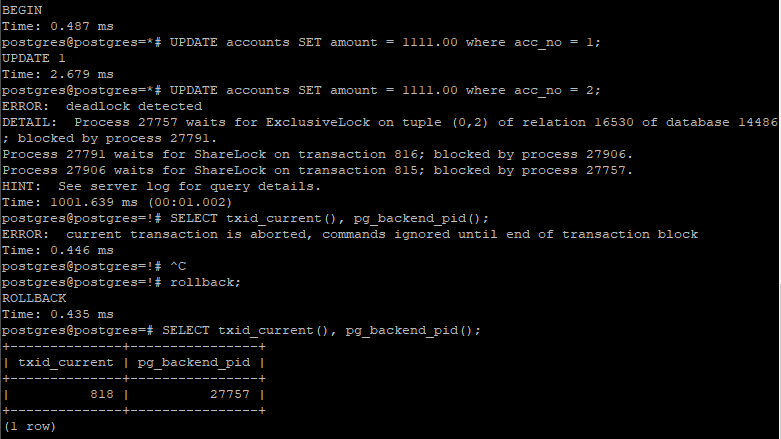 BEGIN
Time: 0.487 ms
postgres@postgres=*# UPDATE accounts SET amount = 1111.00 where acc_no = 1;
UPDATE 1
Time: 2.679 ms
postgres@postgres=*# UPDATE accounts SET amount = 1111.00 where acc_no = 2;
ERROR:  deadlock detected
DETAIL:  Process 27757 waits for ExclusiveLock on tuple (0,2) of relation 16530 of database 14486
; blocked by process 27791.
Process 27791 waits for ShareLock on transaction 816; blocked by process 27906.
Process 27906 waits for ShareLock on transaction 815; blocked by process 27757.
HINT:  See server log for query details.
Time: 1001.639 ms (00:01.002)
postgres@postgres=!# SELECT txid_current(), pg_backend_pid();
ERROR:  current transaction is aborted, commands ignored until end of transaction block
Time: 0.446 ms
postgres@postgres=!# ^C
postgres@postgres=!# rollback;
ROLLBACK
Time: 0.435 ms
postgres@postgres=# SELECT txid_current(), pg_backend_pid();
+--------------+----------------+
| txid_current | pg_backend_pid |
+--------------+----------------+
|          818 |          27757 |
+--------------+----------------+
(1 row)